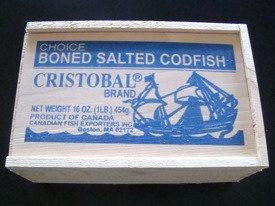 CHOICE
BONED SALTED CODFISH
CRISTOBAL®
BRAND
NET WEIGHT 16 OZ. (1LB.) 454g
PRODUCT OF CANADA
CANADIAN FISH EXPORTERS INC.
Boston, MA 02172